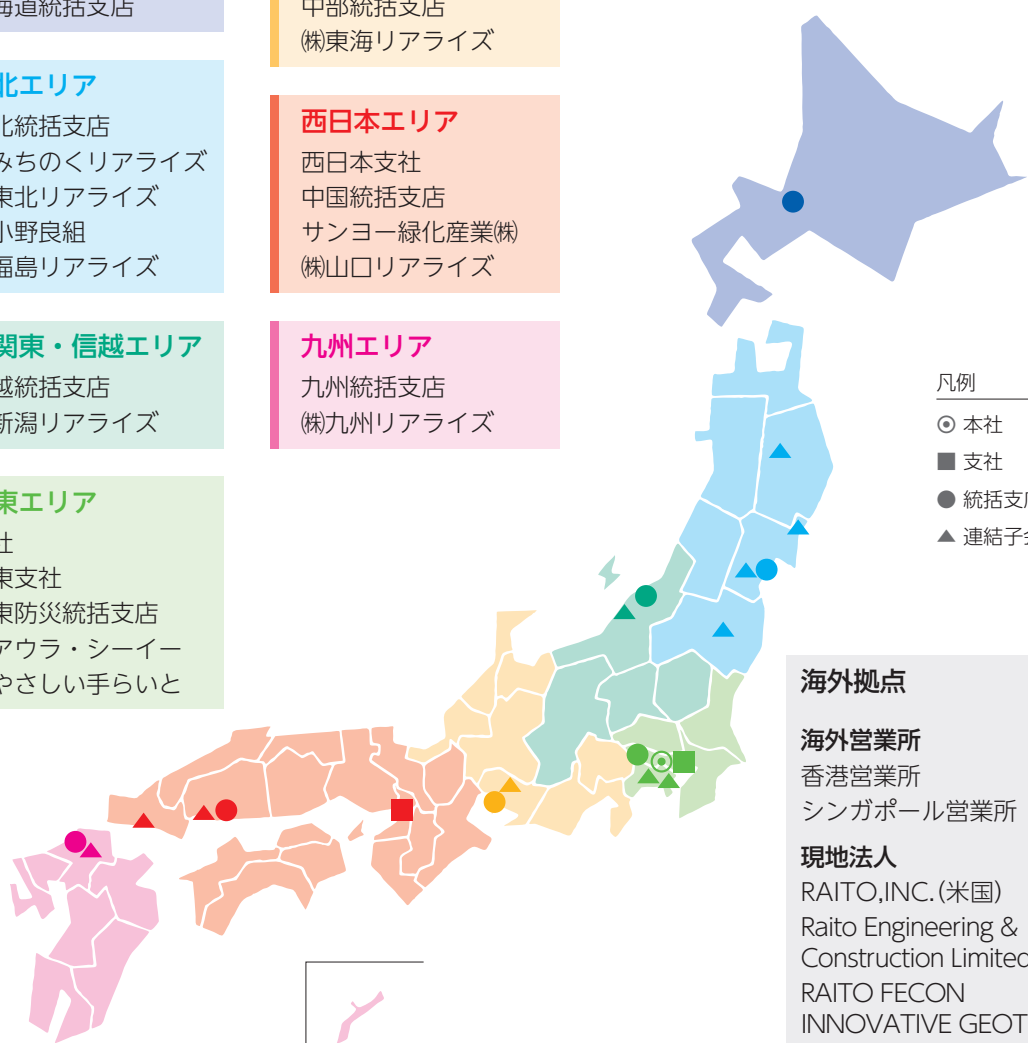 海道統括支店
北エリア
北統括支店
みちのくリアライズ
東北リアライズ
小野良組
福島リアライズ
関東・信越エリア
越統括支店
新潟リアライズ
東エリア
社
東支社
東防災統括支店
アウラ・シーイー
やさしい手らいと
中部統括支店
㈱東海リアライズ
西日本エリア
西日本支社
中国統括支店
サンヨー緑化産業㈱
㈱山口リアライズ
九州エリア
九州統括支店
㈱九州リアライズ
凡例
◎ 本社
■ 支社
● 統括支店
▲ 連結子会
海外拠点
海外営業所
香港営業所
シンガポール営業所
現地法人
RAITO,INC.(米国)
Raito Engineering &
Construction Limited
RAITO FECON
INNOVATIVE GEOT